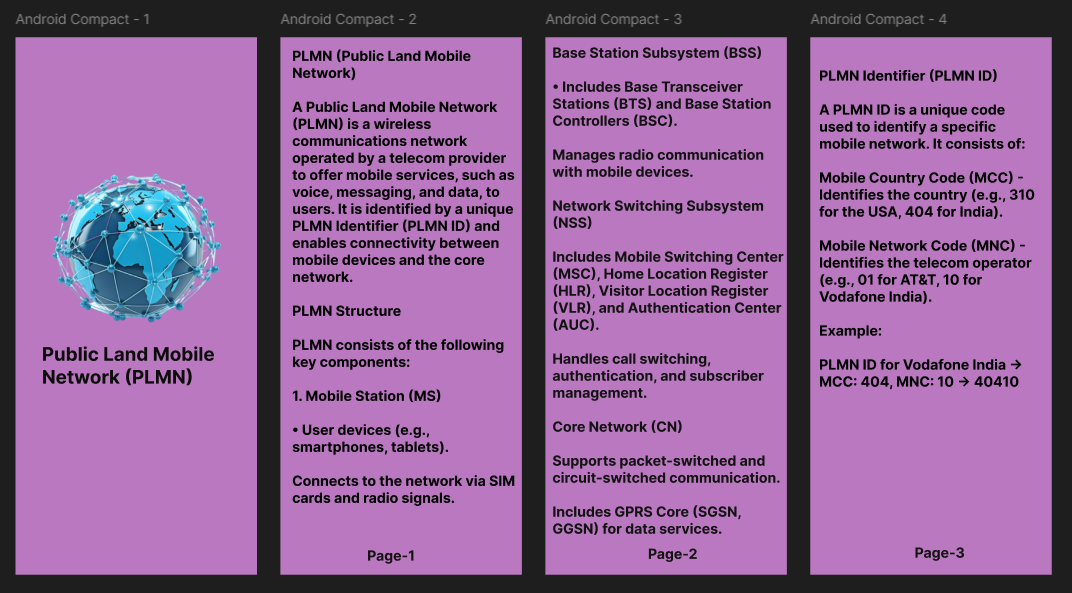 Android Compact - 1
Public Land Mobile
Network (PLMN)
Android Compact - 2
PLMN (Public Land Mobile
Network)
A Public Land Mobile Network
(PLMN) is a wireless
communications network
operated by a telecom provider
to offer mobile services, such as
voice, messaging, and data, to
users. It is identified by a unique
PLMN Identifier (PLMN ID) and
enables connectivity between
mobile devices and the core
network.
PLMN Structure
PLMN consists of the following
key components:
1. Mobile Station (MS)
• User devices (e.g.,
smartphones, tablets).
Connects to the network via SIM
cards and radio signals.
Page-1
Android Compact - 3
Base Station Subsystem (BSS)
• Includes Base Transceiver
Stations (BTS) and Base Station
Controllers (BSC).
Manages radio communication
with mobile devices.
Network Switching Subsystem
(NSS)
Includes Mobile Switching Center
(MSC), Home Location Register
(HLR), Visitor Location Register
(VLR), and Authentication Center
(AUC).
Handles call switching,
authentication, and subscriber
management.
Core Network (CN)
Supports packet-switched and
circuit-switched communication.
Includes GPRS Core (SGSN,
GGSN) for data services.
Page-2
Android Compact - 4
PLMN Identifier (PLMN ID)
A PLMN ID is a unique code
used to identify a specific
mobile network. It consists of:
Mobile Country Code (MCC) -
Identifies the country (e.g., 310
for the USA, 404 for India).
Mobile Network Code (MNC) -
Identifies the telecom operator
(e.g., 01 for AT&T, 10 for
Vodafone India).
Example:
PLMN ID for Vodafone India →
MCC: 404, MNC: 10 → 40410
Page-3